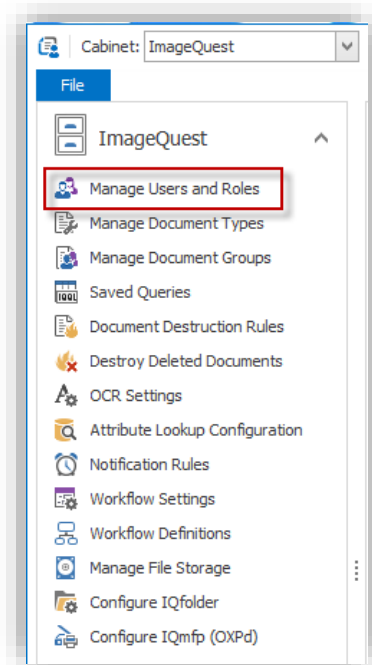 Cabinet: ImageQuest
File
ImageQuest
Manage Users and Roles
Manage Document Types
Manage Document Groups
IQQL Saved Queries
Document Destruction Rules
Destroy Deleted Documents
OCR Settings
Attribute Lookup Configuration
Notification Rules
Workflow Settings
Workflow Definitions
Manage File Storage
Configure IQfolder
Configure IQmfp (OXPd)